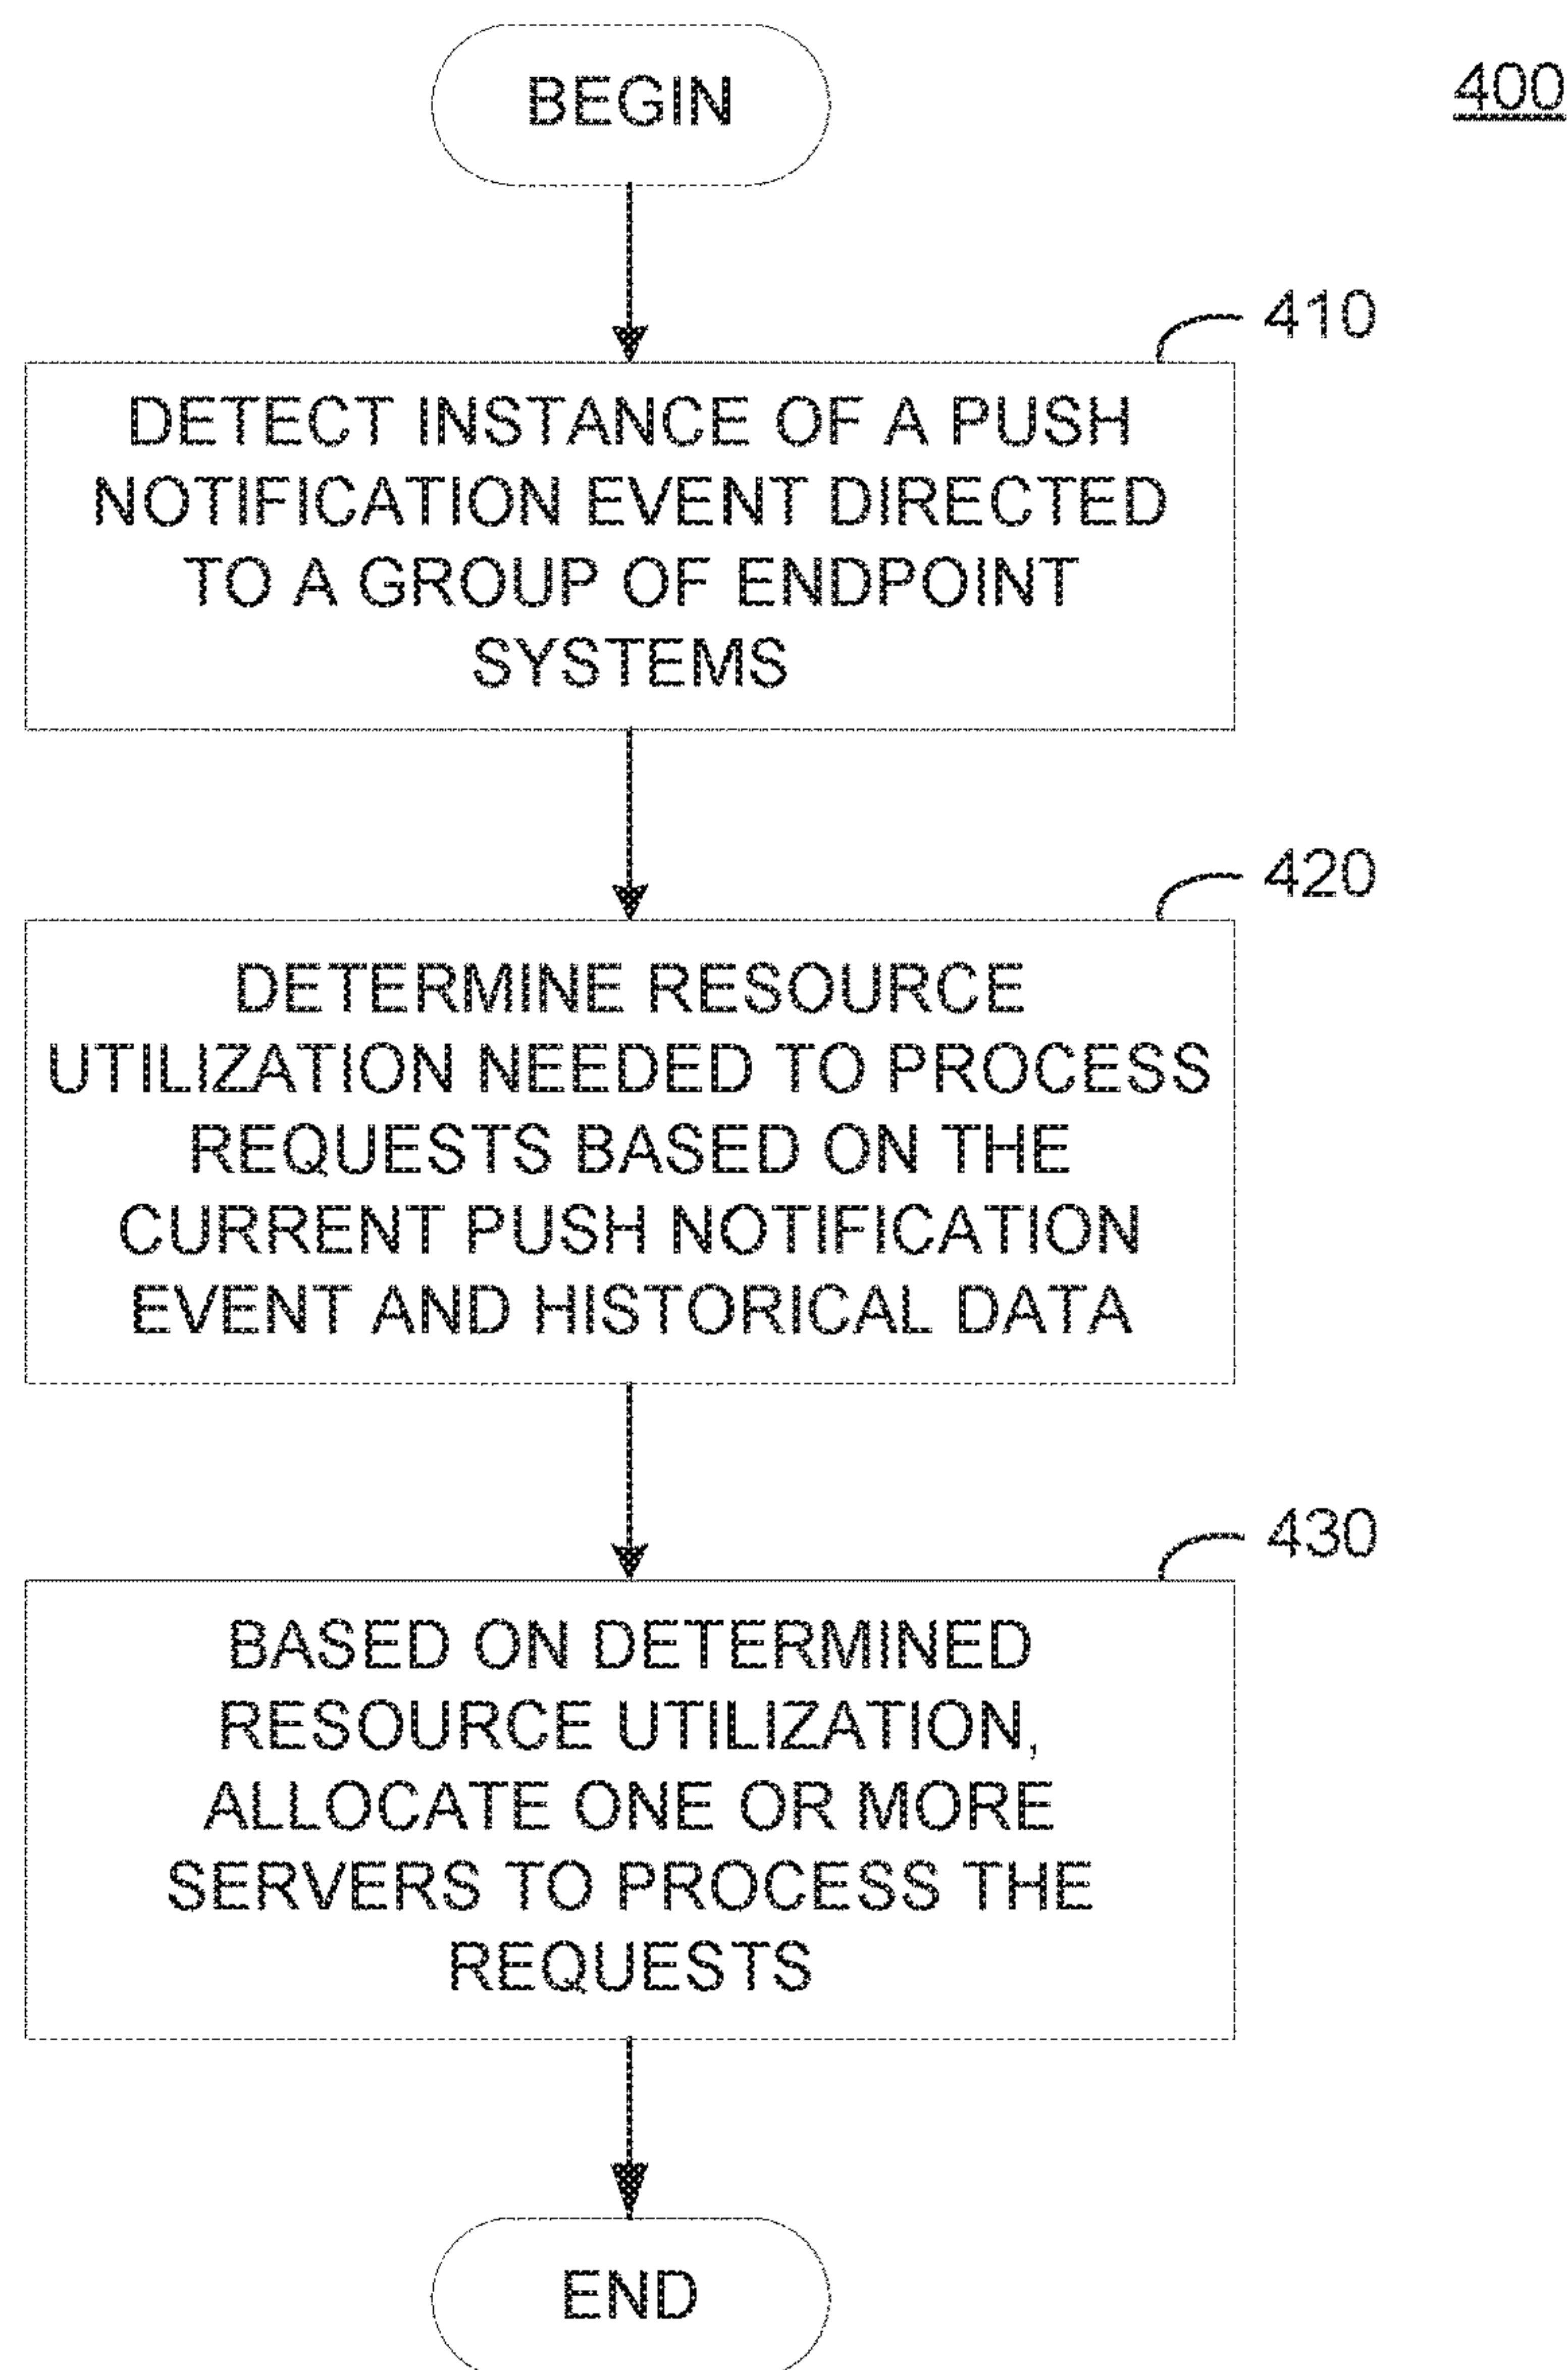 BEGIN
400
410
DETECT INSTANCE OF A PUSH
NOTIFICATION EVENT DIRECTED
TO A GROUP OF ENDPOINT
SYSTEMS
420
DETERMINE RESOURCE
UTILIZATION NEEDED TO PROCESS
REQUESTS BASED ON THE
CURRENT PUSH NOTIFICATION
EVENT AND HISTORICAL DATA
430
BASED ON DETERMINED
RESOURCE UTILIZATION,
ALLOCATE ONE OR MORE
SERVERS TO PROCESS THE
REQUESTS
END